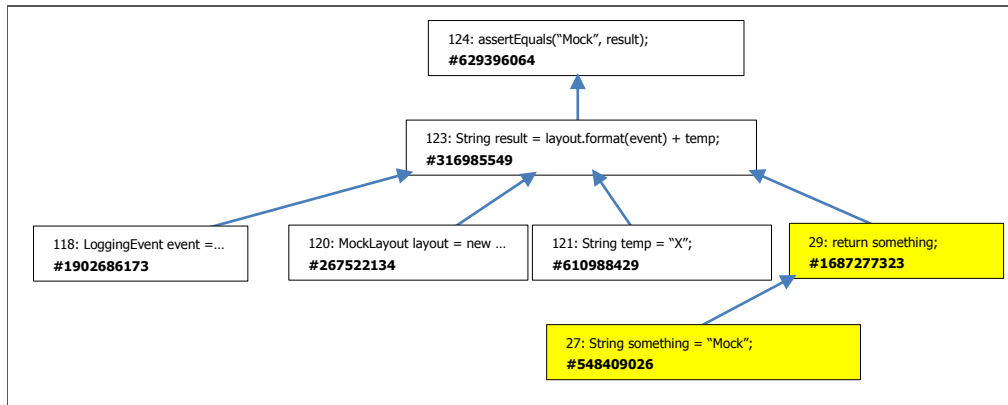 124: assertEquals(“Mock”, result);
#629396064
123: String result = layout.format(event) + temp;
#316985549
118: LoggingEvent event =…
#1902686173
120: MockLayout layout = new …
#267522134
121: String temp = “X”;
#610988429
29: return something;
#1687277323
27: String something = “Mock”;
#548409026